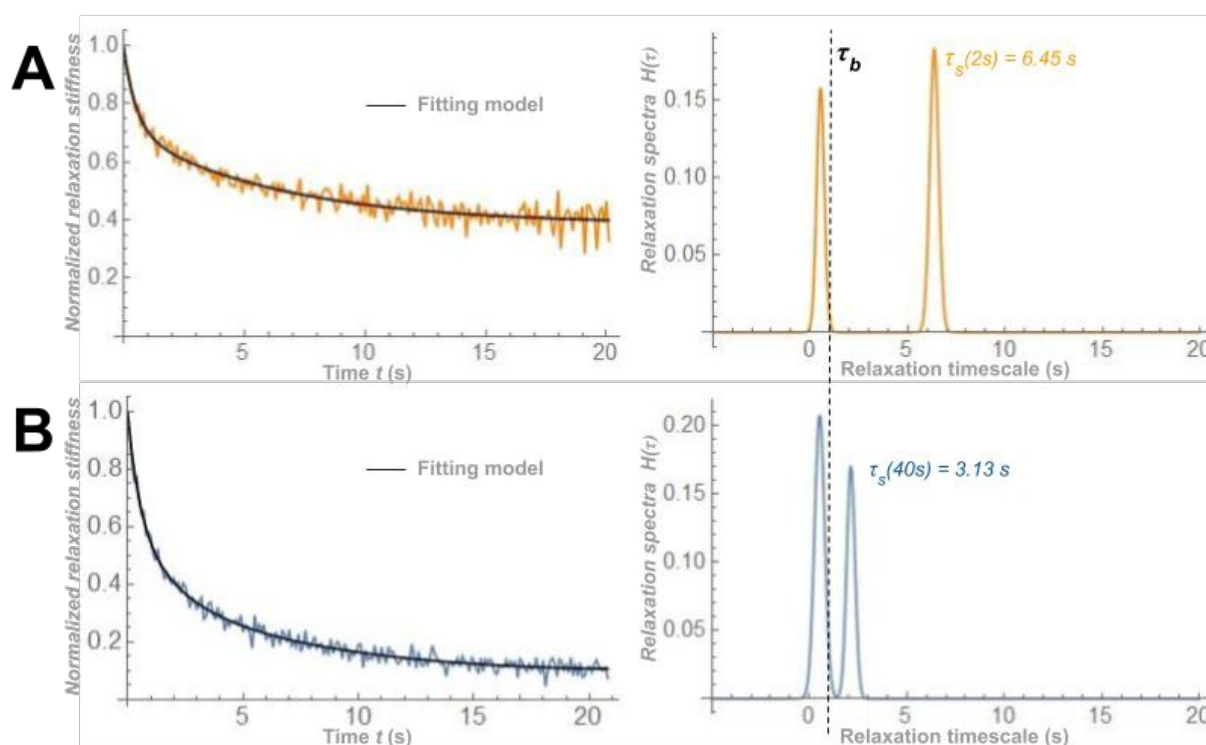 A
Normalized relaxation stiffness
1.0
0.8
0.6
0.4
0.2
Fitting model
5
10
15
20
Time t (s)
Relaxation spectra H(τ)
0.15
0.10
0.05
τb
τs(2s) = 6.45 s
0
5
10
15
20
Relaxation timescale (s)
B
Normalized relaxation stiffness
1.0
0.8
0.6
0.4
0.2
Fitting model
5
10
15
20
Time t (s)
Relaxation spectra H(τ)
0.20
0.15
0.10
0.05
τs(40s) = 3.13 s
0
5
10
15
20
Relaxation timescale (s)